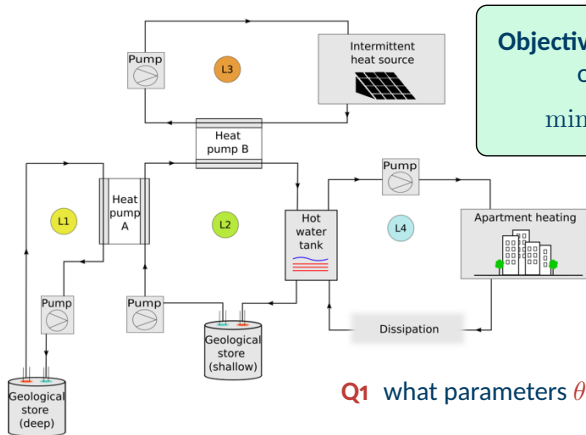 Pump
L3
Intermittent
heat source
Objectiv
min
Heat
pump B
Pump
L1
Heat
pump
A
L2
Hot
water
tank
L4
Apartment heating
Pump
Pump
Dissipation
Geological
store
(shallow)
Geological
store
(deep)
Q1 what parameters θ